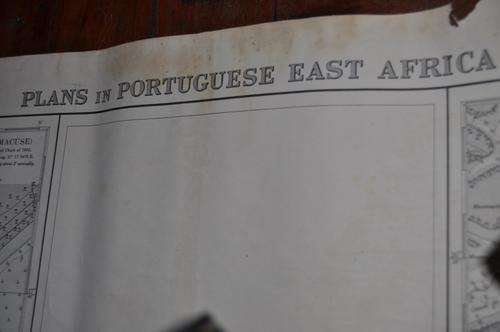 PLANS IN PORTUGUESE EAST AFRICA
MACUSE)